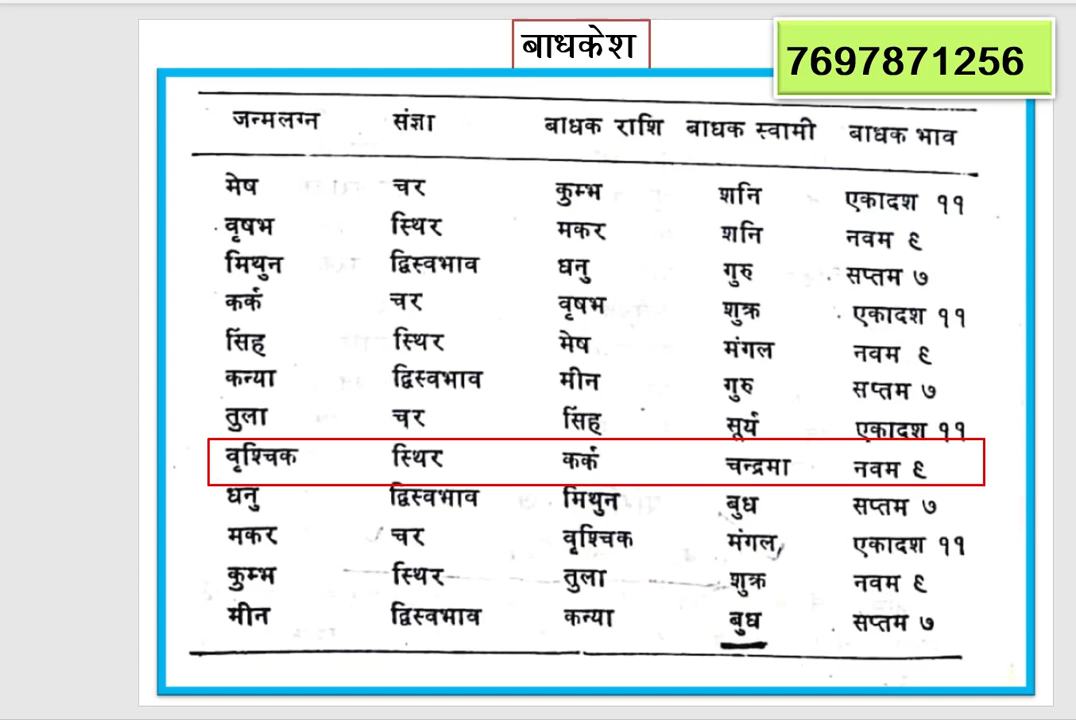 बाधकेश
7697871256
जन्मलग्न संज्ञा बाधक राशि बाधक स्वामी बाधक भाव
मेष चर कुम्भ शनि एकादश ११
वृषभ स्थिर मकर शनि नवम ९
मिथुन द्विस्वभाव धनु गुरु सप्तम ७
कर्क चर वृषभ शुक्र एकादश ११
सिंह स्थिर मेष मंगल नवम ९
कन्या द्विस्वभाव मीन गुरु सप्तम ७
तुला चर सिंह सूर्य एकादश ११
वृश्चिक स्थिर कर्क चन्द्रमा नवम ९
धनु द्विस्वभाव मिथुन बुध सप्तम ७
मकर चर वृश्चिक मंगल, एकादश ११
कुम्भ स्थिर तुला शुक्र नवम ९
मीन द्विस्वभाव कन्या बुध सप्तम ७